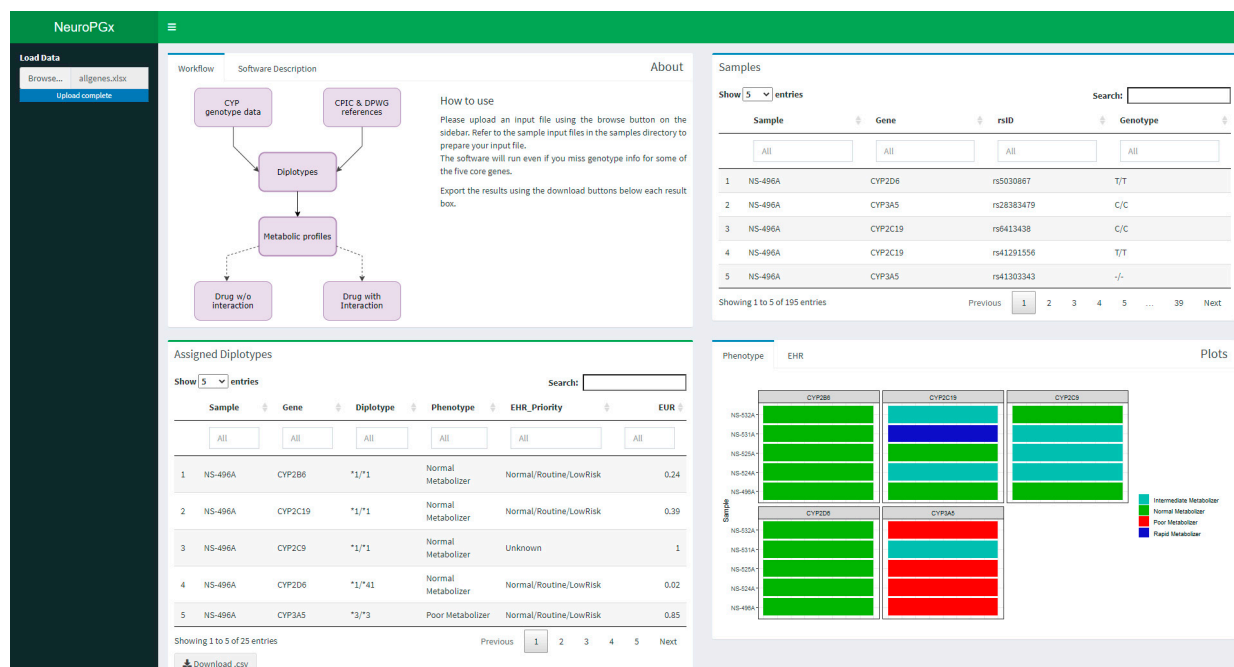 NeuroPGx
Load Data
Browse... allgenes.xlsx
Upload complete
Workflow Software Description About
CYP
genotype data
CPIC & DPWG
references
Diplotypes
Metabolic profiles
Drug w/o
interaction
Drug with
Interaction
How to use
Please upload an input file using the browse button on the
sidebar. Refer to the sample input files in the samples directory to
prepare your input file.
The software will run even if you miss genotype info for some of
the five core genes.
Export the results using the download buttons below each result
box.
Samples
Show 5 entries Search:
Sample Gene rsID Genotype
All All All All
1 NS-496A CYP2D6 rs5030867 T/T
2 NS-496A CYP3A5 rs28383479 C/C
3 NS-496A CYP2C19 rs6413438 C/C
4 NS-496A CYP2C19 rs41291556 T/T
5 NS-496A CYP3A5 rs41303343 -/-
Showing 1 to 5 of 195 entries Previous 1 2 3 4 5 ... 39 Next
Assigned Diplotypes
Show 5 entries Search:
Sample Gene Diplotype Phenotype EHR_Priority EUR
All All All All All All
1 NS-496A CYP2B6 *1/*1 Normal Metabolizer Normal/Routine/LowRisk 0.24
2 NS-496A CYP2C19 *1/*1 Normal Metabolizer Normal/Routine/LowRisk 0.39
3 NS-496A CYP2C9 *1/*1 Normal Metabolizer Unknown 1
4 NS-496A CYP2D6 *1/*41 Normal Metabolizer Normal/Routine/LowRisk 0.02
5 NS-496A CYP3A5 *3/*3 Poor Metabolizer Normal/Routine/LowRisk 0.85
Showing 1 to 5 of 25 entries Previous 1 2 3 4 5 Next
Download .csv
Phenotype EHR Plots
CYP2B6 CYP2C19 CYP2C9
NS-532A
NS-531A
NS-525A
NS-524A
NS-496A
Sample
CYP2D6 CYP3A5
NS-532A
NS-531A
NS-525A
NS-524A
NS-496A
Intermediate Metabolizer
Normal Metabolizer
Poor Metabolizer
Rapid Metabolizer